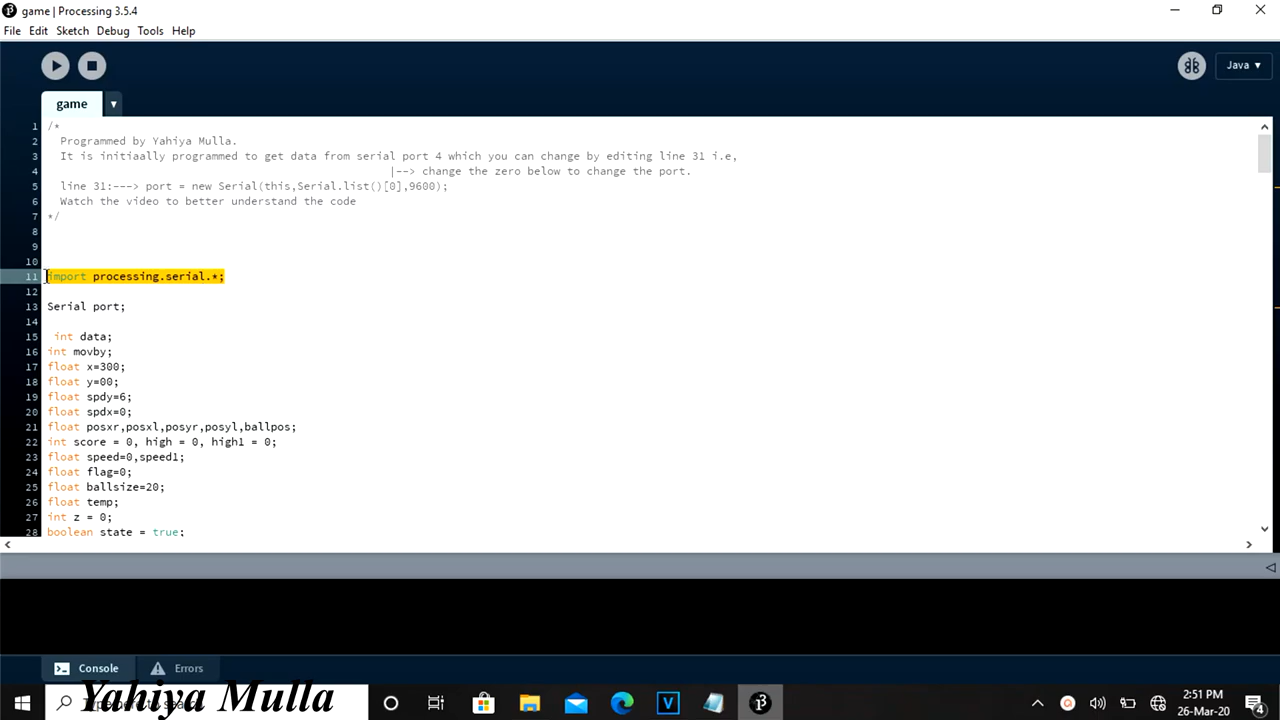 game | Processing 3.5.4
File Edit Sketch Debug Tools Help
Java ▾
game
1 /*
2 Programmed by Yahiya Mulla.
3 It is initiaally programmed to get data from serial port 4 which you can change by editing line 31 i.e,
4 |--> change the zero below to change the port.
5 line 31:---> port = new Serial(this,Serial.list()[0],9600);
6 Watch the video to better understand the code
7 */
8
9
10
11 import processing.serial.*;
12
13 Serial port;
14
15 int data;
16 int movby;
17 float x=300;
18 float y=00;
19 float spdy=6;
20 float spdx=0;
21 float posxr,posxl,posyr,posyl,ballpos;
22 int score = 0, high = 0, high1 = 0;
23 float speed=0,speed1;
24 float flag=0;
25 float ballsize=20;
26 float temp;
27 int z = 0;
28 boolean state = true;
Console Errors
Yahiya Mulla
2:51 PM
26-Mar-20
4